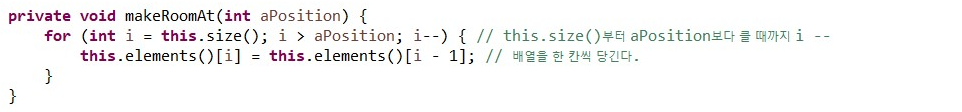 private void makeRoomAt(int aPosition) {
    for (int i = this.size(); i > aPosition; i--) { // this.size()부터 aPosition보다 클 때까지 i --
        this.elements()[i] = this.elements()[i - 1]; // 배열을 한 칸씩 당긴다.
    }
}